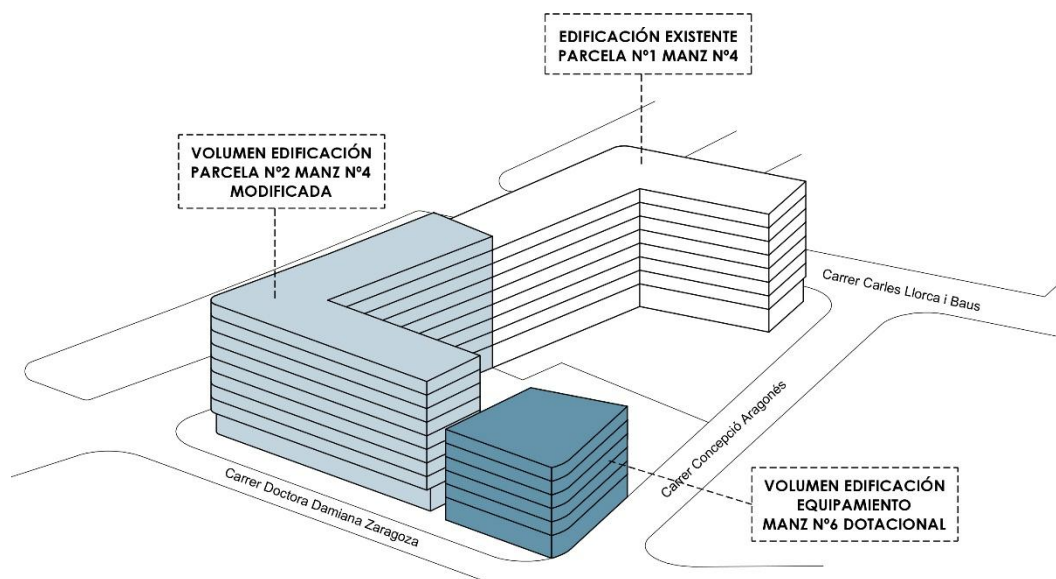 EDIFICACIÓN EXISTENTE
PARCELA Nº1 MANZ Nº4
VOLUMEN EDIFICACIÓN
PARCELA Nº2 MANZ Nº4
MODIFICADA
Carrer Carles Llorca i Baus
Carrer Concepció Aragonés
Carrer Doctora Damiana Zaragoza
VOLUMEN EDIFICACIÓN
EQUIPAMIENTO
MANZ Nº6 DOTACIONAL